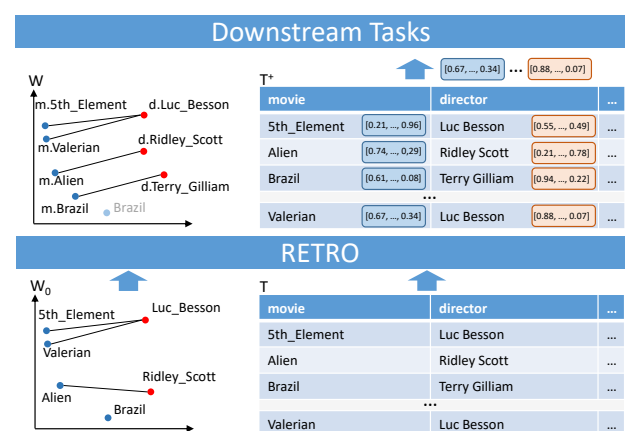 Downstream Tasks
W
m.5th_Element d.Luc_Besson
m.Valerian
d.Ridley_Scott
m.Alien
d.Terry_Gilliam
m.Brazil Brazil
[0.67, ..., 0.34] ... [0.88, ..., 0.07]
T+
movie director ...
5th_Element [0.21, ..., 0.96] Luc Besson [0.55, ..., 0.49] ...
Alien [0.74, ..., 0,29] Ridley Scott [0.21, ..., 0.78] ...
Brazil [0.61, ..., 0.08] Terry Gilliam [0.94, ..., 0.22] ...
...
Valerian [0.67, ..., 0.34] Luc Besson [0.88, ..., 0.07] ...
RETRO
W0
5th_Element Luc_Besson
Valerian
Ridley_Scott
Alien
Brazil
T
movie director ...
5th_Element Luc Besson ...
Alien Ridley Scott ...
Brazil Terry Gilliam ...
...
Valerian Luc Besson ...